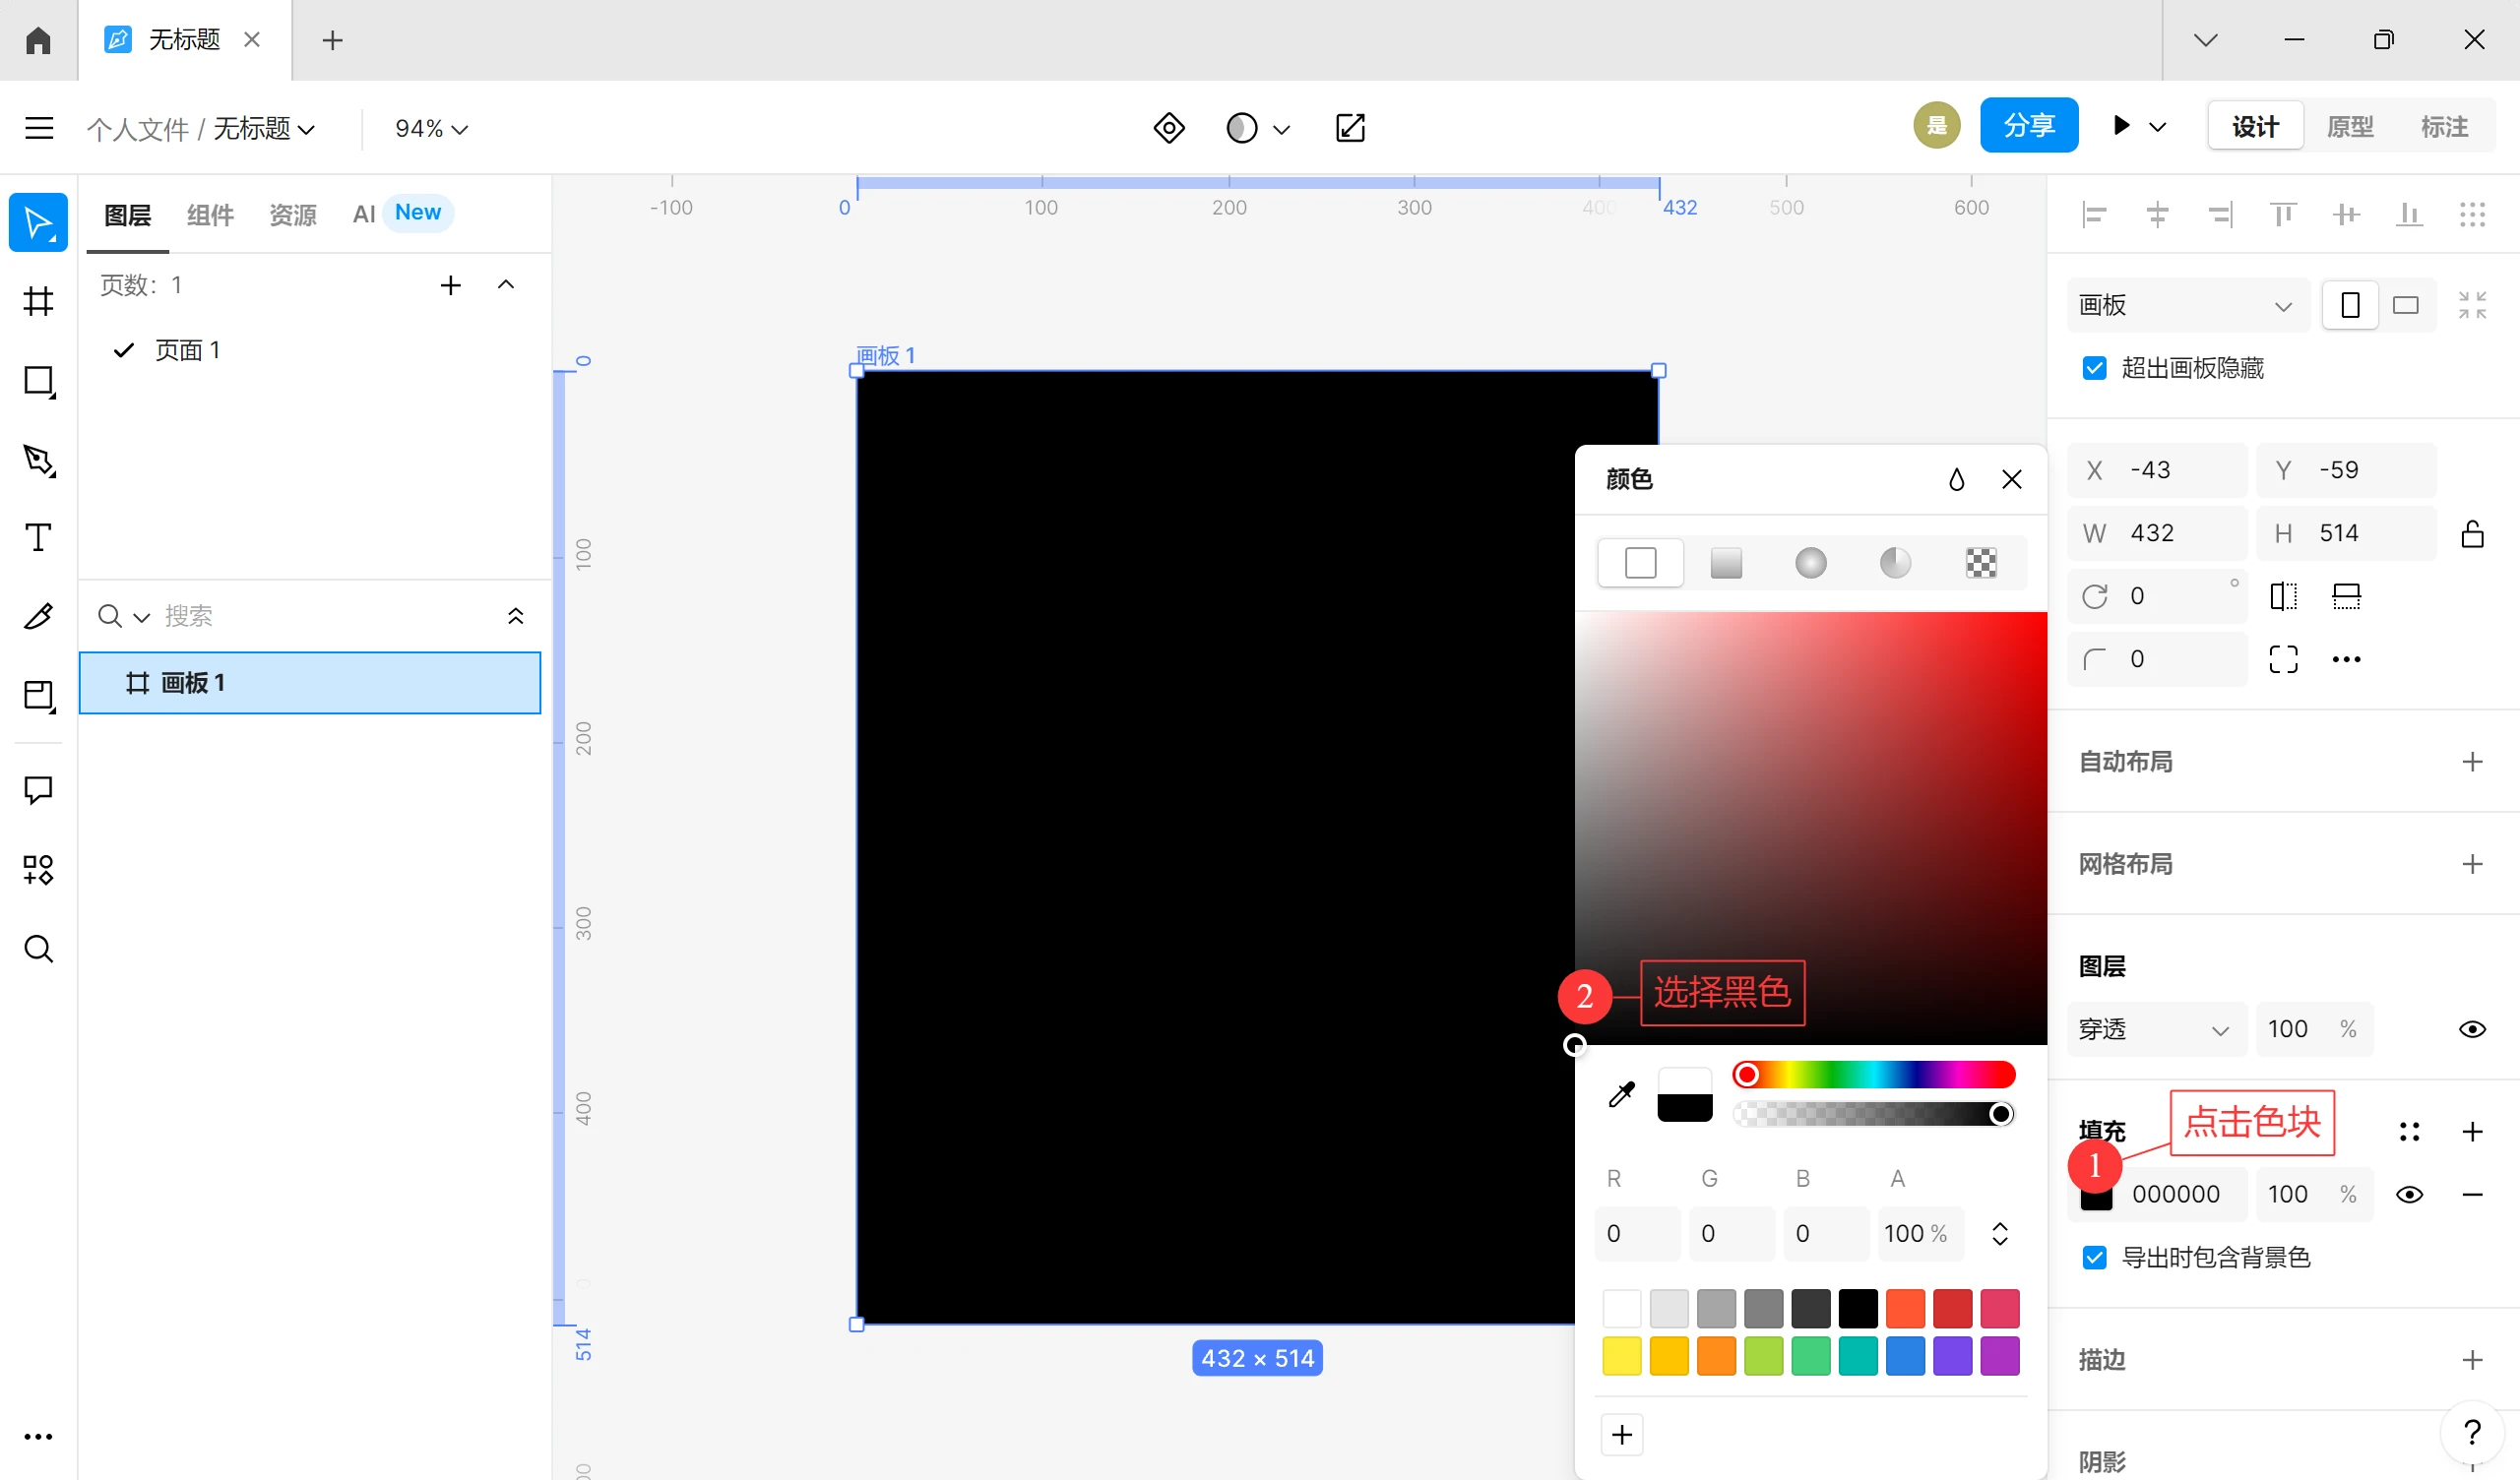 无标题
个人文件 / 无标题
94%
是
分享
设计
原型
标注
图层
组件
资源
AI
New
页数：1
页面 1
搜索
画板 1
-100
0
100
200
300
400
432
500
600
0
100
200
300
400
514
画板 1
432 × 514
颜色
2
选择黑色
R
G
B
A
0
0
0
100 %
画板
超出画板隐藏
X -43
Y -59
W 432
H 514
0 °
0
自动布局
网格布局
图层
穿透
100 %
填充
点击色块
1
000000
100 %
导出时包含背景色
描边
阴影
?